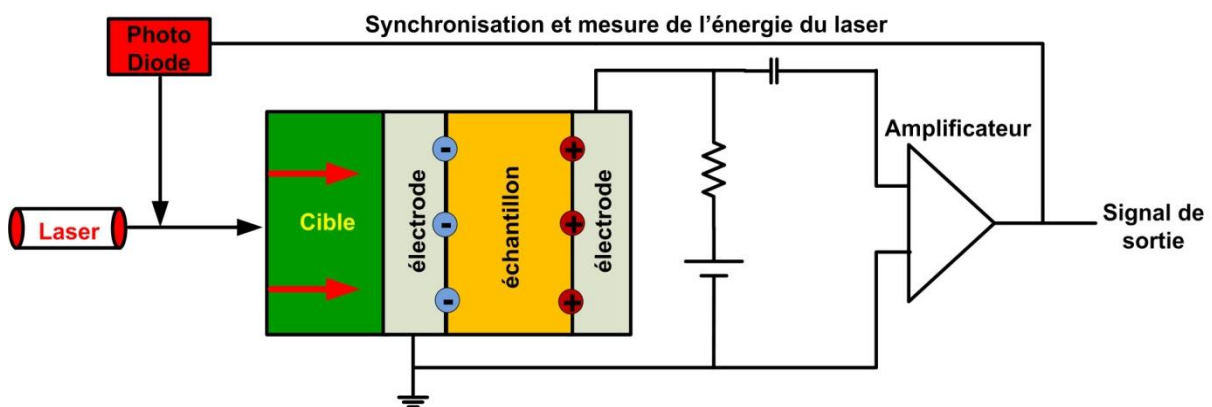 Synchronisation et mesure de l’énergie du laser
Photo
Diode
Amplificateur
Laser
Cible
électrode
-
-
-
échantillon
+
+
+
électrode
Signal de
sortie